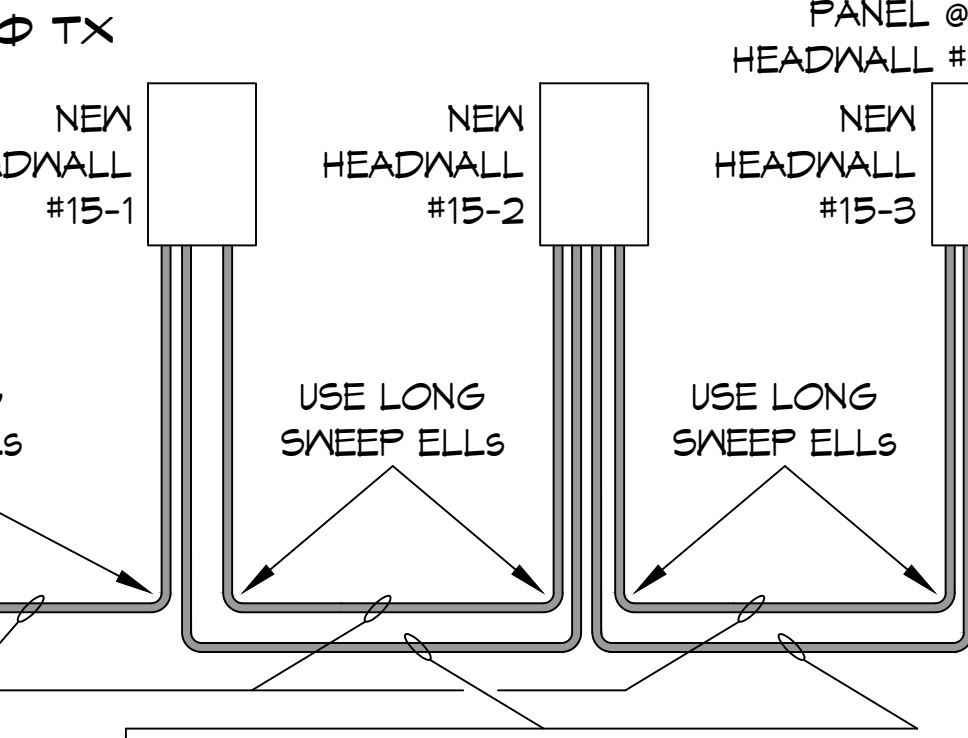 Φ TX
PANEL @
HEADWALL #
NEW
#15-1
NEW
HEADWALL
#15-2
NEW
HEADWALL
#15-3
USE LONG
SWEEP ELLs
USE LONG
SWEEP ELLs